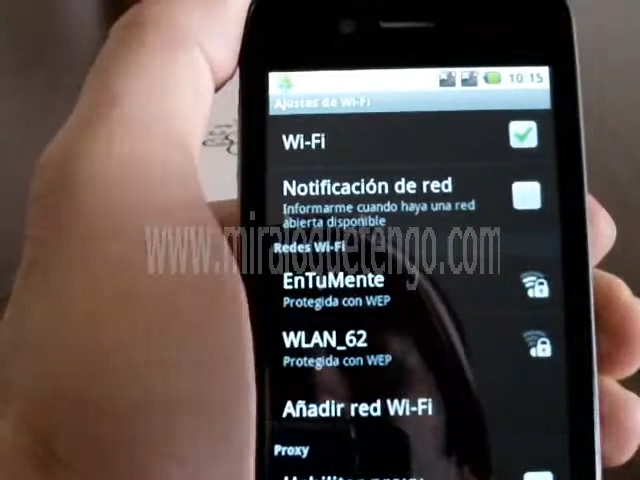 10:15
Ajustes de Wi-Fi
Wi-Fi
Notificación de red
Informarme cuando haya una red
abierta disponible
Redes Wi-Fi
www.miraloquetengo.com
EnTuMente
Protegida con WEP
WLAN_62
Protegida con WEP
Añadir red Wi-Fi
Proxy